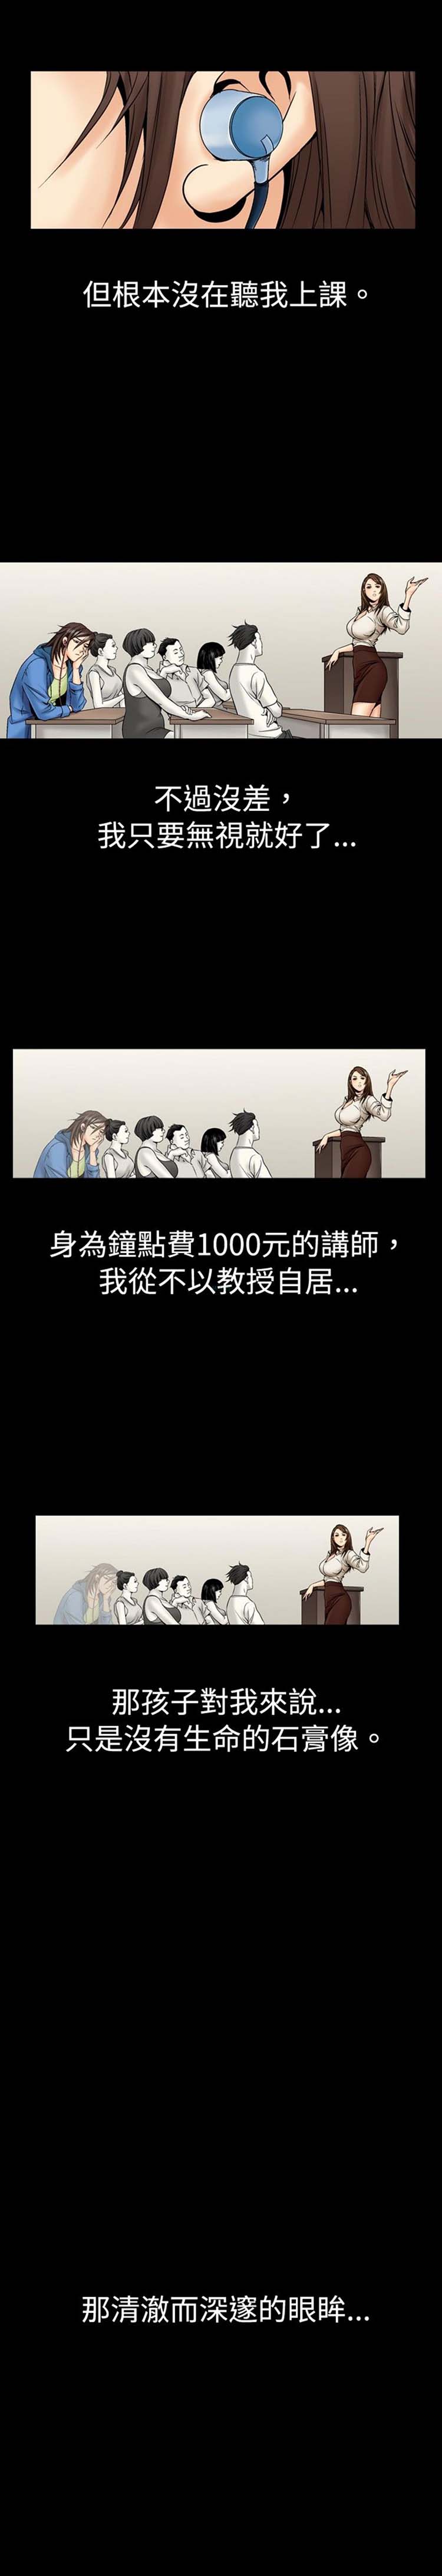 但根本沒在聽我上課。
不過沒差，
我只要無視就好了...
身為鐘點費1000元的講師，
我從不以教授自居...
那孩子對我來說...
只是沒有生命的石膏像。
那清澈而深邃的眼眸...